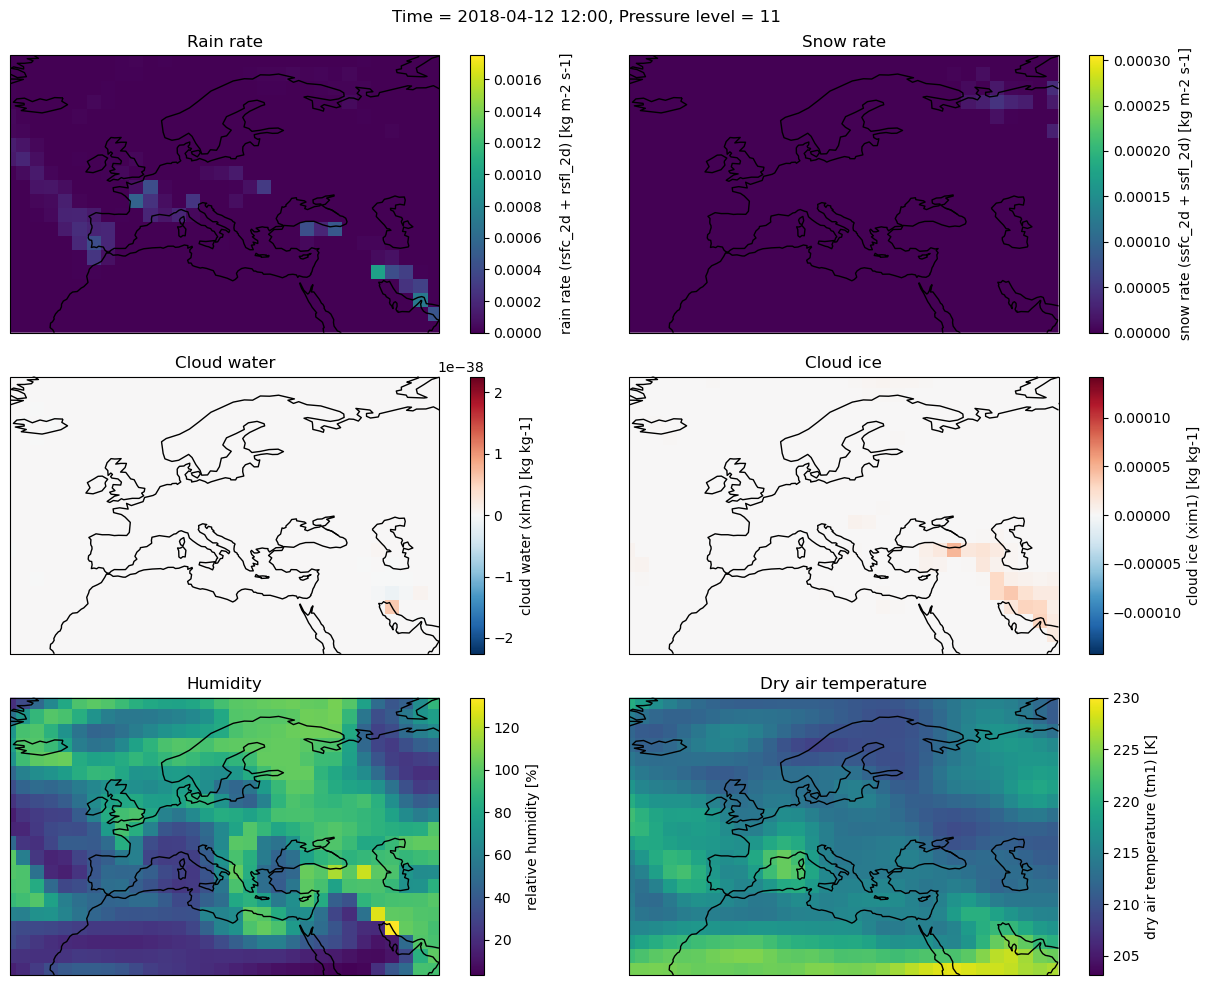 Time = 2018-04-12 12:00, Pressure level = 11
Rain rate
0.0016
0.0014
0.0012
0.0010
0.0008
0.0006
0.0004
0.0002
0.0000
rain rate (rsfc_2d + rsfl_2d) [kg m-2 s-1]
Snow rate
0.00030
0.00025
0.00020
0.00015
0.00010
0.00005
0.00000
snow rate (ssfc_2d + ssfl_2d) [kg m-2 s-1]
Cloud water
1e−38
2
1
0
−1
−2
cloud water (xlm1) [kg kg-1]
Cloud ice
0.00010
0.00005
0.00000
−0.00005
−0.00010
cloud ice (xim1) [kg kg-1]
Humidity
120
100
80
60
40
20
relative humidity [%]
Dry air temperature
230
225
220
215
210
205
dry air temperature (tm1) [K]